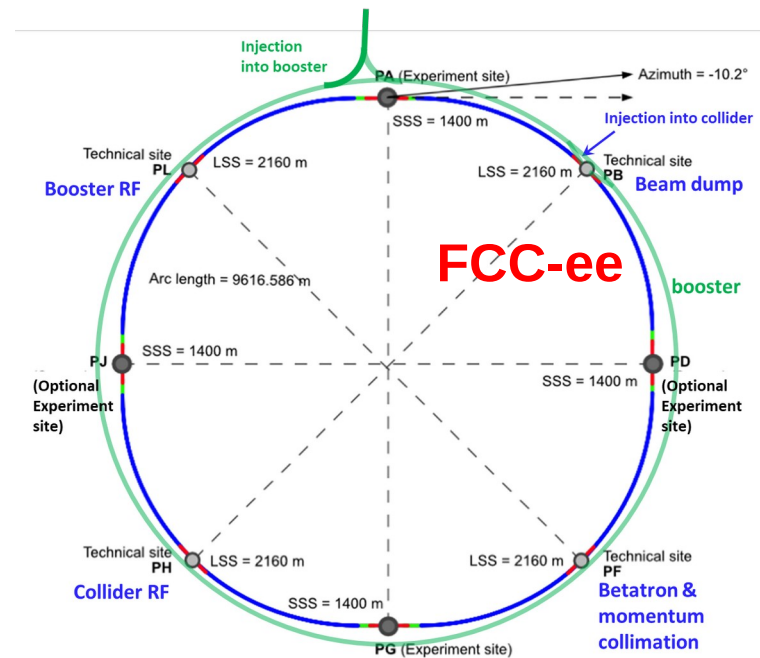 Injection
into booster
PA (Experiment site)
Azimuth = -10.2°
SSS = 1400 m
Injection into collider
Technical site
PL
LSS = 2160 m
Booster RF
LSS = 2160 m
Technical site
PB
Beam dump
FCC-ee
Arc length = 9616.586 m
booster
PJ
SSS = 1400 m
(Optional
Experiment
site)
PD
SSS = 1400 m
(Optional
Experiment
site)
Technical site
PH
LSS = 2160 m
Collider RF
LSS = 2160 m
Technical site
PF
Betatron &
momentum
collimation
SSS = 1400 m
PG (Experiment site)